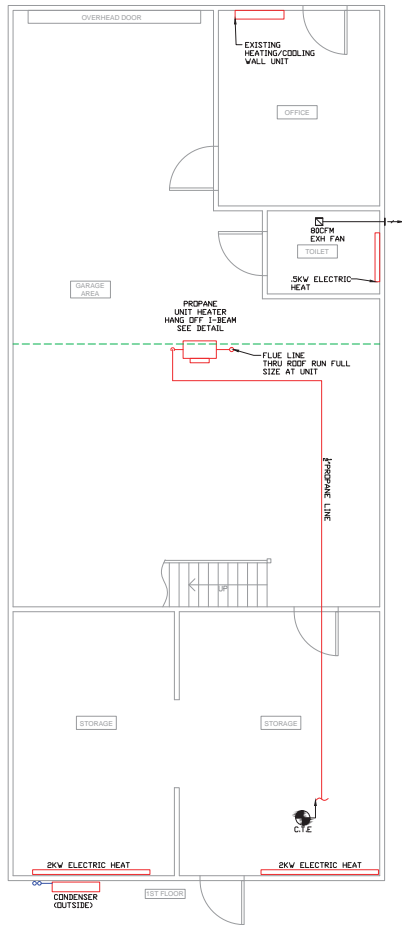 OVERHEAD DOOR
EXISTING
HEATING/COOLING
WALL UNIT
OFFICE
80CFM
EXH FAN
TOILET
.5KW ELECTRIC
HEAT
GARAGE
AREA
PROPANE
UNIT HEATER
HANG OFF I-BEAM
SEE DETAIL
FLUE LINE
THRU ROOF RUN FULL
SIZE AT UNIT
PROPANE LINE
UP
STORAGE
STORAGE
C.T.E
2KW ELECTRIC HEAT
2KW ELECTRIC HEAT
CONDENSER
(OUTSIDE)
1ST FLOOR